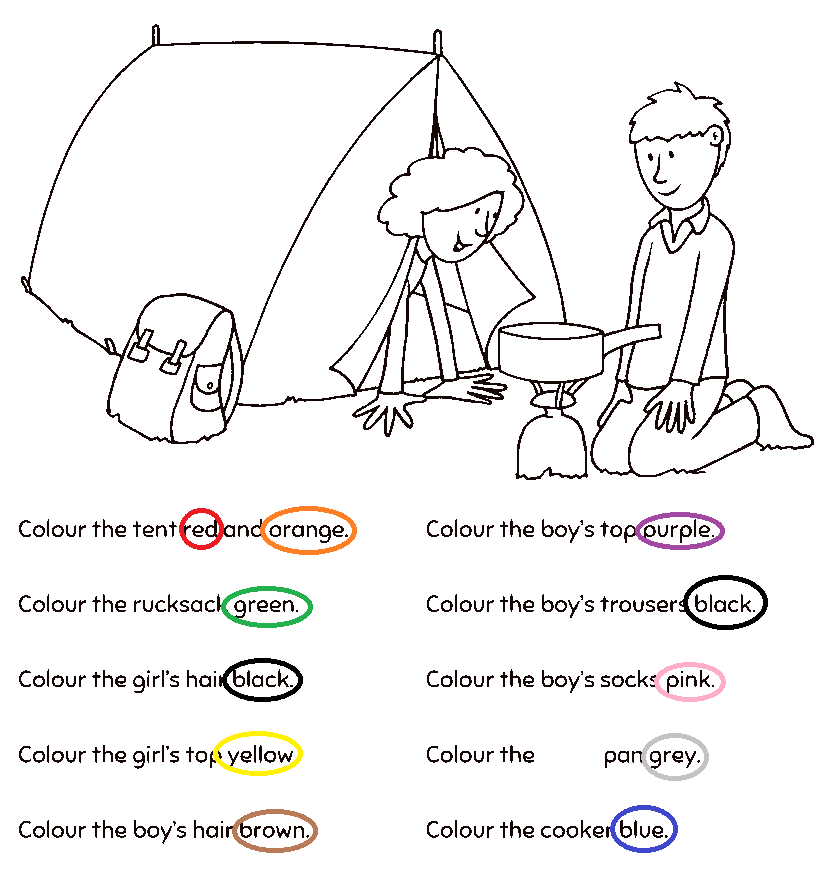 Colour the tent red and orange.
Colour the rucksack green.
Colour the girl's hair black.
Colour the girl's top yellow
Colour the boy's hair brown.
Colour the boy's top purple.
Colour the boy's trousers black.
Colour the boy's socks pink.
Colour the pan grey.
Colour the cooker blue.